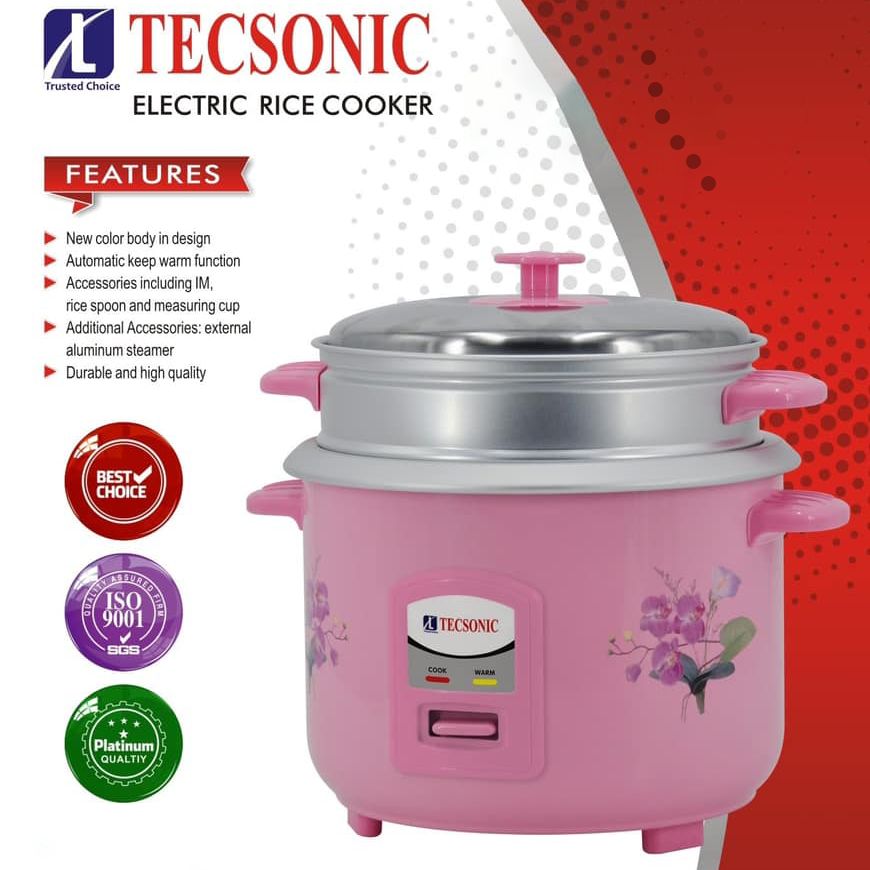 TECSONIC
Trusted Choice
ELECTRIC RICE COOKER
FEATURES
New color body in design
Automatic keep warm function
Accessories including IM,
rice spoon and measuring cup
Additional Accessories: external
aluminum steamer
Durable and high quality
BEST
CHOICE
QUALITY ASSURED FIRM
ISO
9001
SGS
Platinum
QUALTIY
TECSONIC
COOK WARM